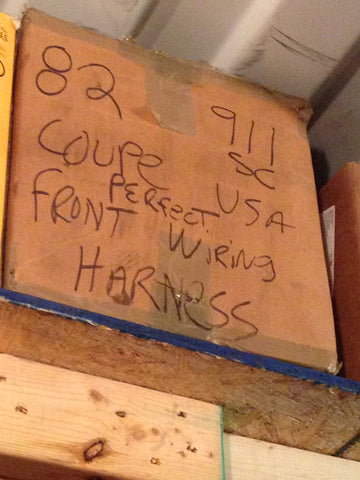 82 911 SC
COUPE USA
PERFECT
FRONT WIRING
HARNESS